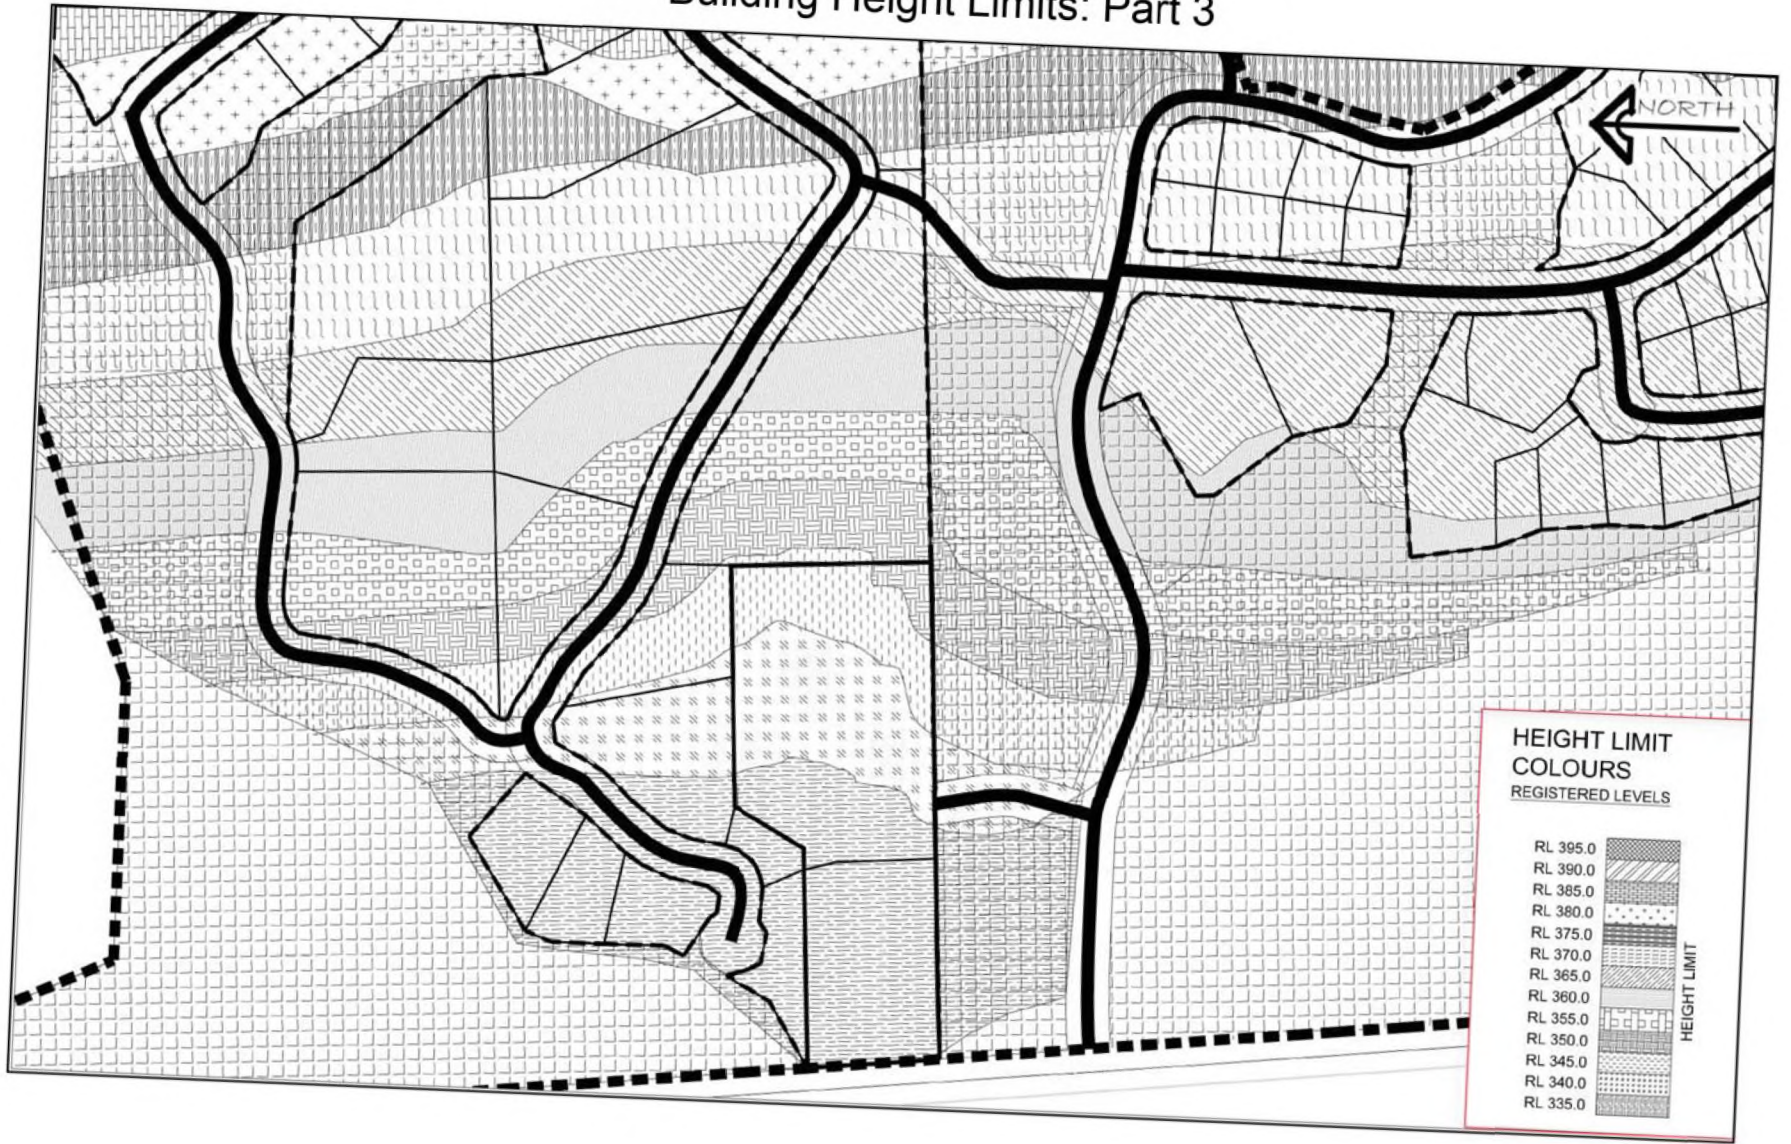 Building Height Limits: Part 3
NORTH
HEIGHT LIMIT
COLOURS
REGISTERED LEVELS
RL 395.0
RL 390.0
RL 385.0
RL 380.0
RL 375.0
RL 370.0
RL 365.0
RL 360.0
RL 355.0
RL 350.0
RL 345.0
RL 340.0
RL 335.0
HEIGHT LIMIT